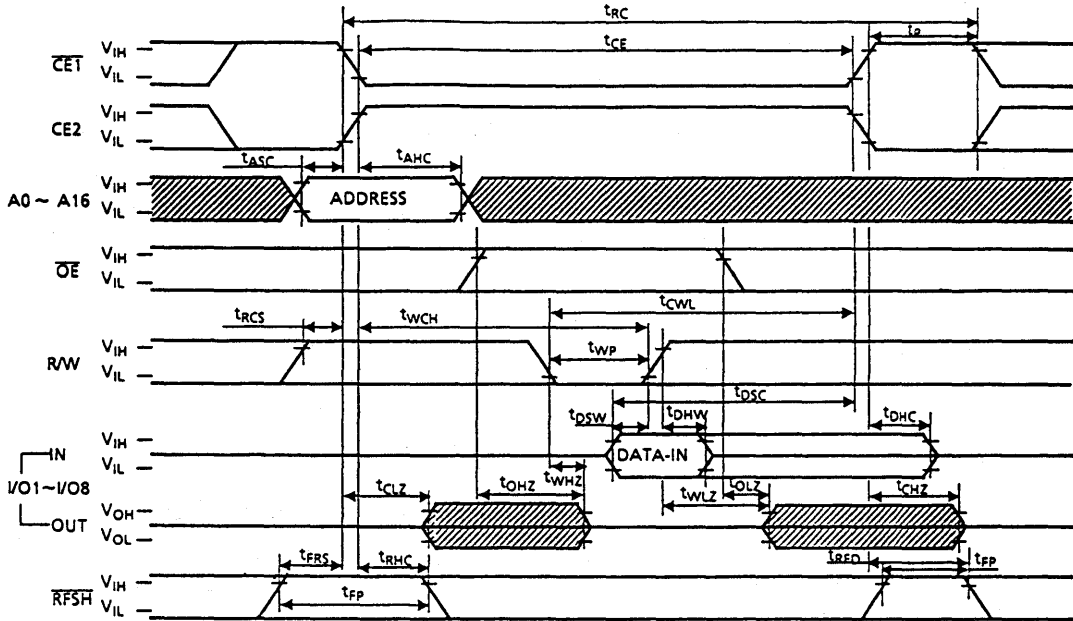 tRC
VIH
tCE
tP
CE1
VIL
VIH
CE2
VIL
tASC
tAHC
VIH
A0 ~ A16
ADDRESS
VIL
VIH
OE
VIL
tCWL
tRCS
tWCH
VIH
R/W
tWP
VIL
tDSC
tDSW
tDHW
tDHC
VIH
IN
VIL
DATA-IN
tWHZ
I/O1~I/O8
tCLZ
tOHZ
tOLZ
tWLZ
tCHZ
VOH
OUT
VOL
tFRS
tRHC
tRFD
tFP
VIH
RFSH
tFP
VIL